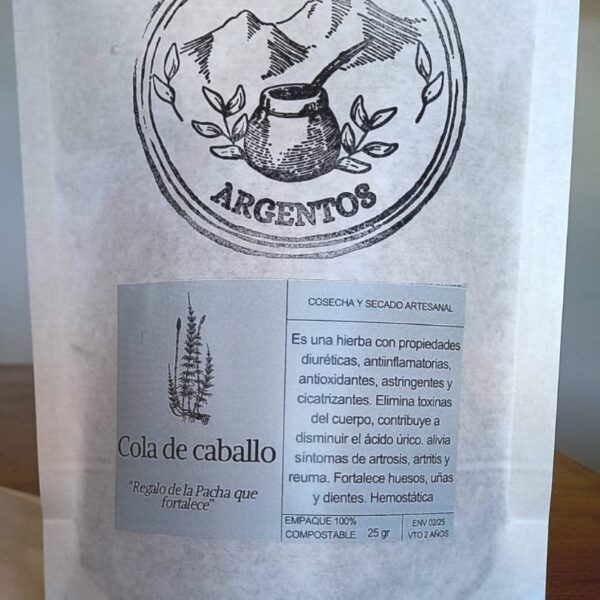 ARGENTOS
COSECHA Y SECADO ARTESANAL
Es una hierba con propiedades
diuréticas, antiinflamatorias,
antioxidantes, astringentes y
cicatrizantes. Elimina toxinas
del cuerpo, contribuye a
disminuir el ácido úrico. alivia
síntomas de artrosis, artritis y
reuma. Fortalece huesos, uñas
y dientes. Hemostática
Cola de caballo
"Regalo de la Pacha que
fortalece"
EMPAQUE 100%
COMPOSTABLE
25 gr
ENV 02/25
VTO 2 AÑOS